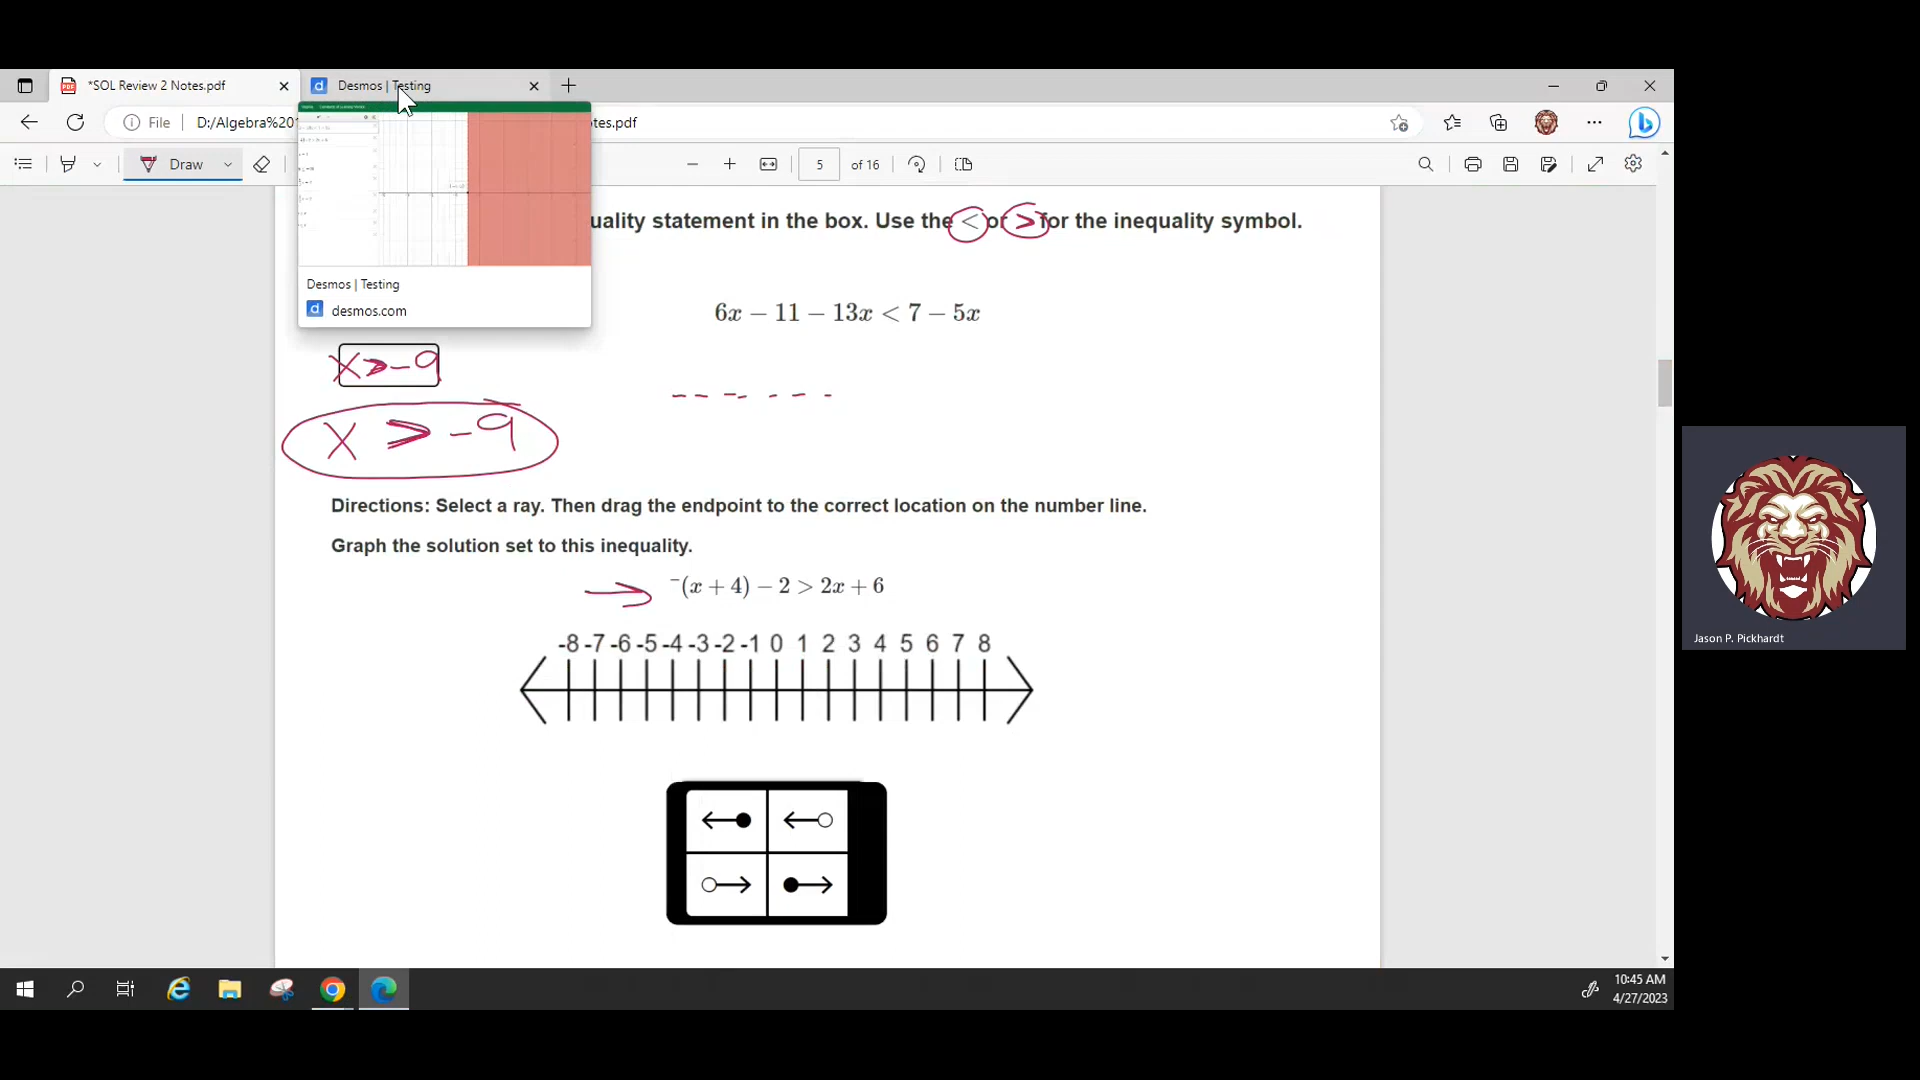 *SOL Review 2 Notes.pdf
Desmos | Testing
File
D:/Algebra%201
tes.pdf
Draw
5
of 16
uality statement in the box. Use the < or > for the inequality symbol.
Desmos | Testing
desmos.com
6x − 11 − 13x < 7 − 5x
x > -9
x > -9
Directions: Select a ray. Then drag the endpoint to the correct location on the number line.
Graph the solution set to this inequality.
⁻(x + 4) − 2 > 2x + 6
-8 -7 -6 -5 -4 -3 -2 -1 0 1 2 3 4 5 6 7 8
Jason P. Pickhardt
10:45 AM
4/27/2023